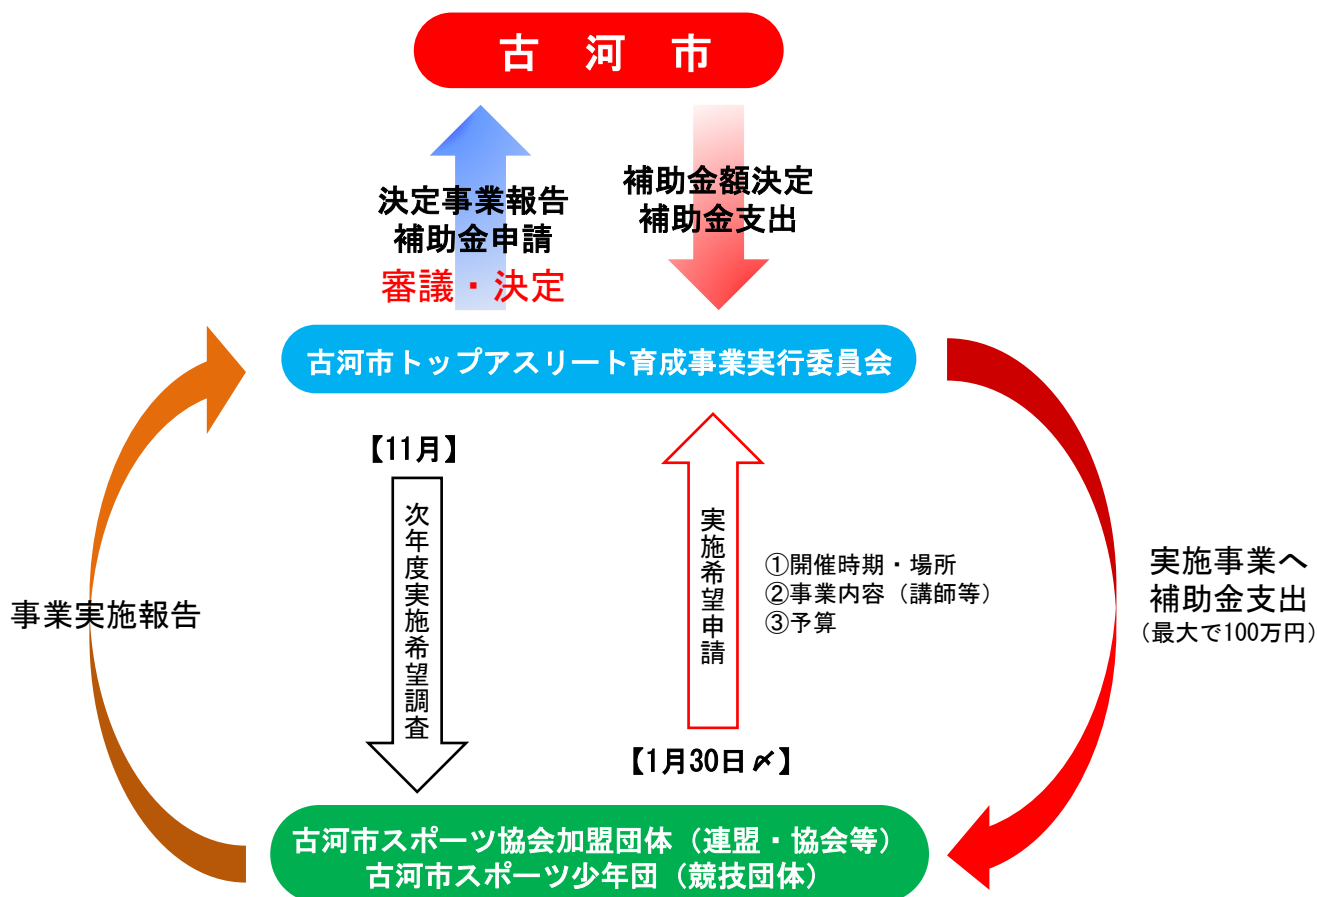 古河市
決定事業報告
補助金申請
審議・決定
補助金額決定
補助金支出
古河市トップアスリート育成事業実行委員会
【11月】
次年度実施希望調査
実施希望申請
①開催時期・場所
②事業内容（講師等）
③予算
【1月30日〆】
事業実施報告
実施事業へ
補助金支出
（最大で100万円）
古河市スポーツ協会加盟団体（連盟・協会等）
古河市スポーツ少年団（競技団体）